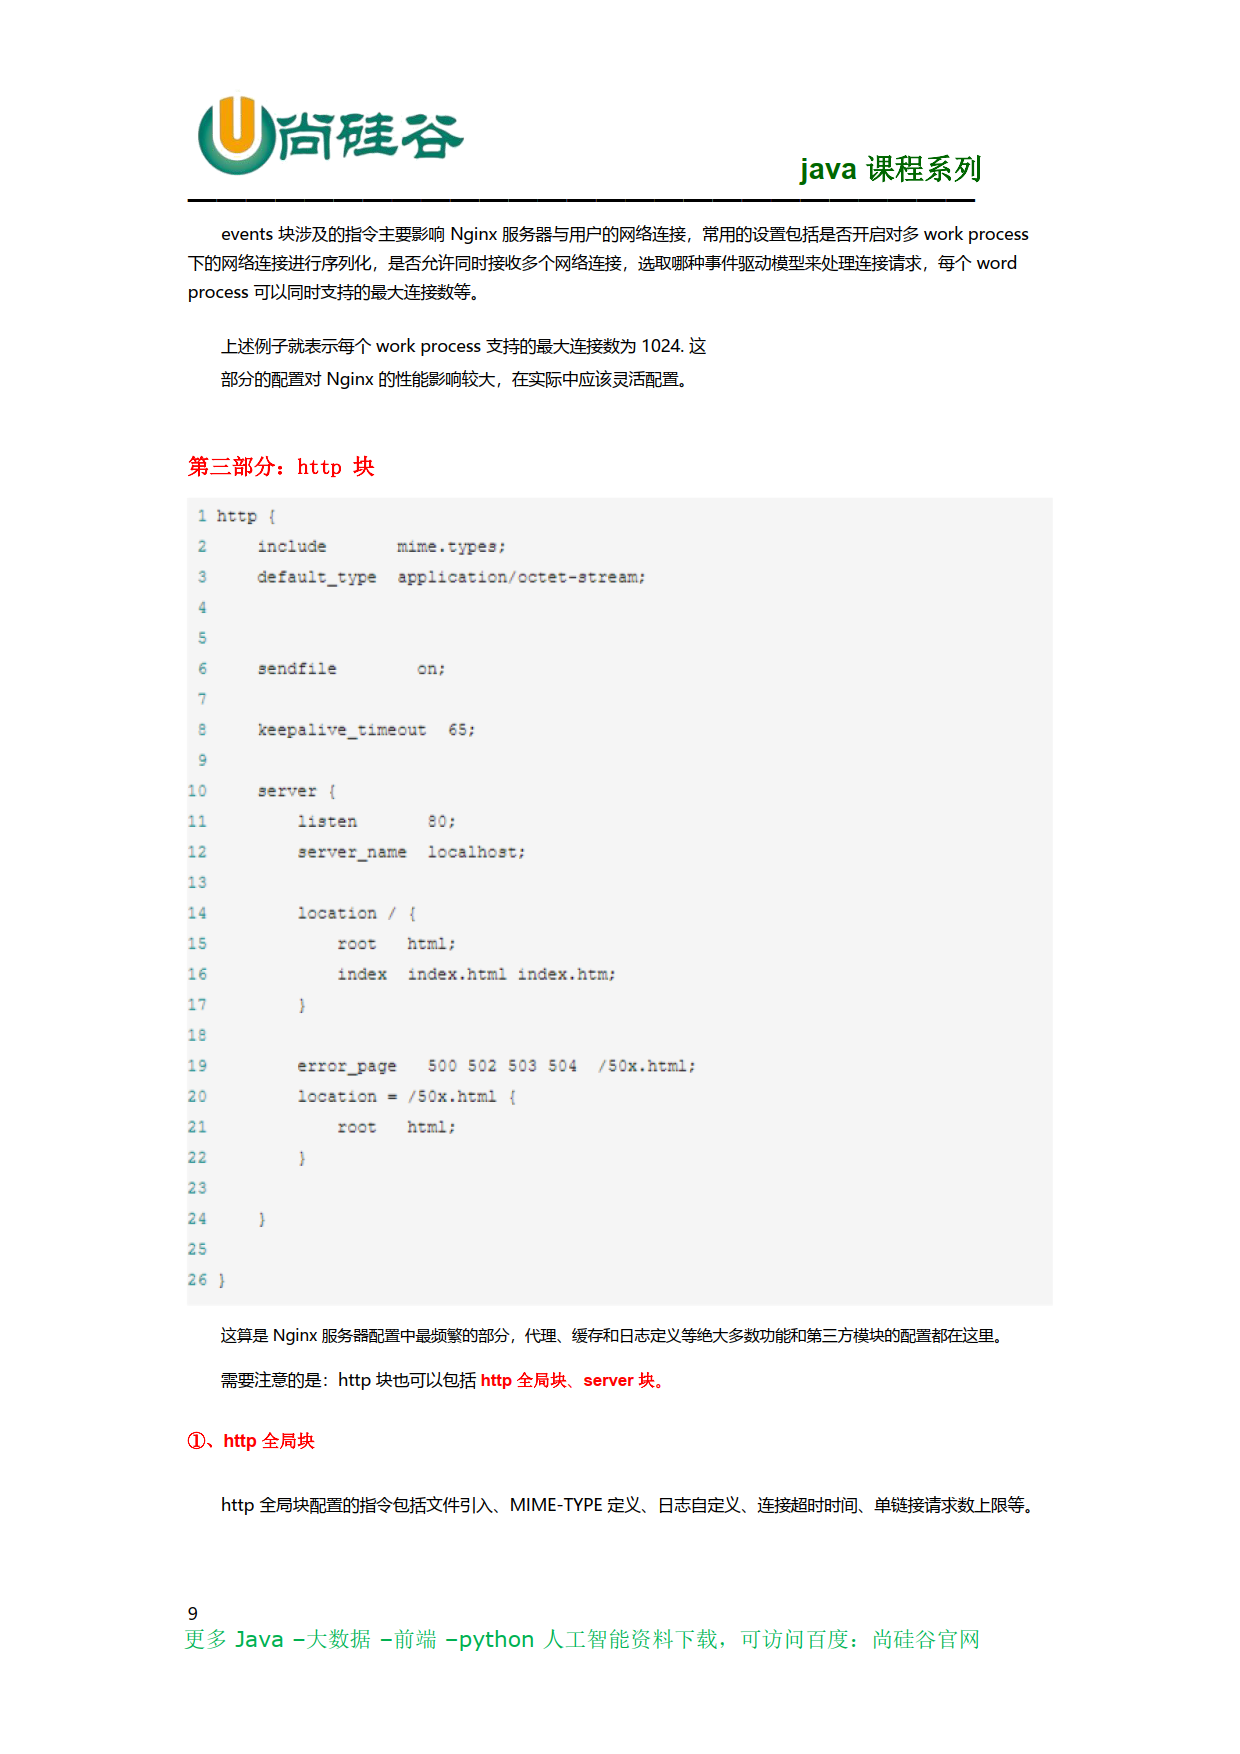 尚硅谷
java 课程系列
events 块涉及的指令主要影响 Nginx 服务器与用户的网络连接，常用的设置包括是否开启对多 work process
下的网络连接进行序列化，是否允许同时接收多个网络连接，选取哪种事件驱动模型来处理连接请求，每个 word
process 可以同时支持的最大连接数等。
上述例子就表示每个 work process 支持的最大连接数为 1024. 这
部分的配置对 Nginx 的性能影响较大，在实际中应该灵活配置。
第三部分：http 块
1 http {
2     include       mime.types;
3     default_type  application/octet-stream;
4
5
6     sendfile        on;
7
8     keepalive_timeout  65;
9
10     server {
11         listen       80;
12         server_name  localhost;
13
14         location / {
15             root   html;
16             index  index.html index.htm;
17         }
18
19         error_page   500 502 503 504  /50x.html;
20         location = /50x.html {
21             root   html;
22         }
23
24     }
25
26 }
这算是 Nginx 服务器配置中最频繁的部分，代理、缓存和日志定义等绝大多数功能和第三方模块的配置都在这里。
需要注意的是：http 块也可以包括 http 全局块、server 块。
①、http 全局块
http 全局块配置的指令包括文件引入、MIME-TYPE 定义、日志自定义、连接超时时间、单链接请求数上限等。
9
更多 Java –大数据 –前端 –python 人工智能资料下载，可访问百度：尚硅谷官网